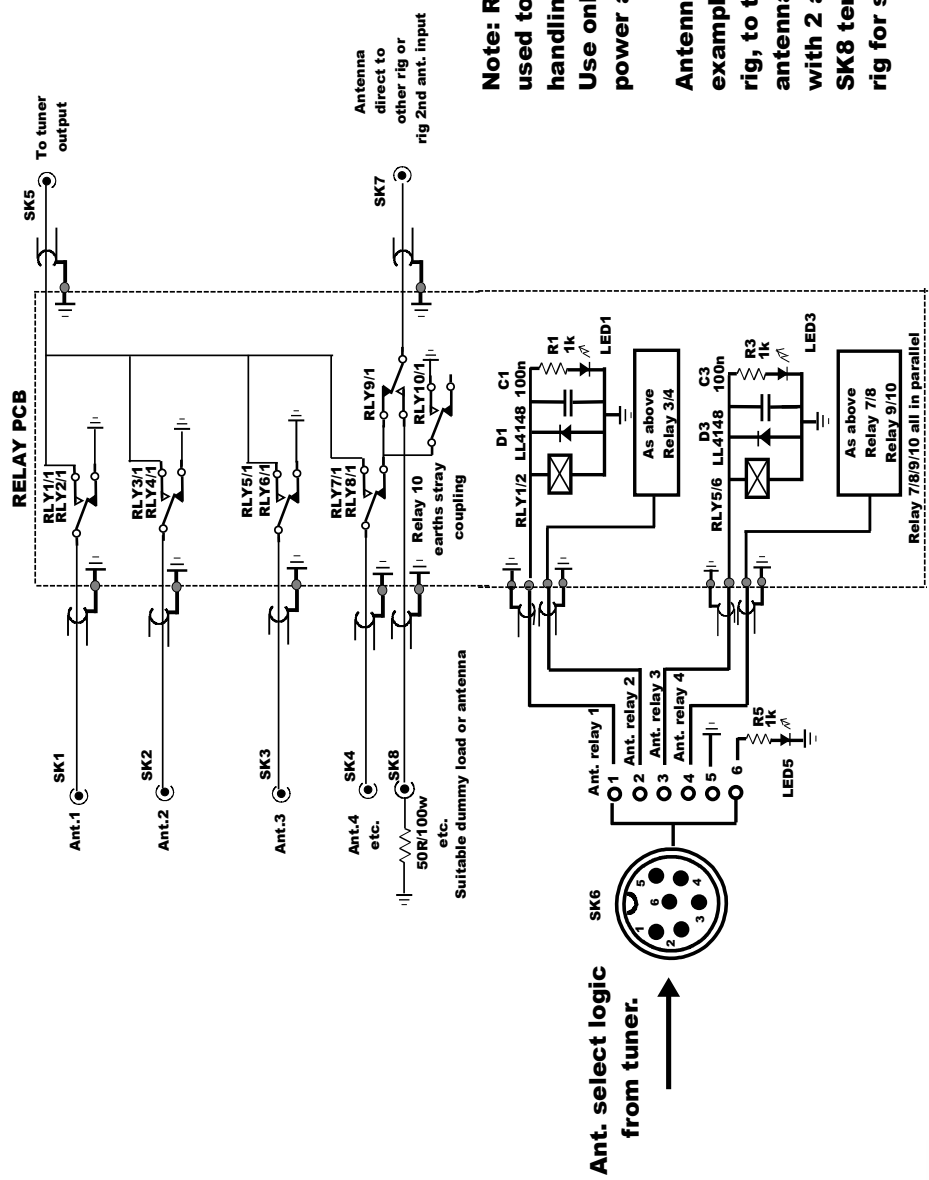 RELAY PCB
SK5
To tuner
output
SK7
Antenna
direct to
other rig or
rig 2nd ant. input
RLY1/1
RLY2/1
RLY3/1
RLY4/1
RLY5/1
RLY6/1
RLY7/1
RLY8/1
RLY9/1
RLY10/1
Relay 10
earths stray
coupling
SK1
Ant.1
SK2
Ant.2
SK3
Ant.3
SK4
Ant.4
etc.
SK8
50R/100w
etc.
Suitable dummy load or antenna
RLY1/2
D1
LL4148
C1
100n
R1
1k
LED1
As above
Relay 3/4
RLY5/6
D3
LL4148
C3
100n
R3
1k
LED3
As above
Relay 7/8
Relay 9/10
Relay 7/8/9/10 all in parallel
Ant. relay 1
Ant. relay 2
Ant. relay 3
Ant. relay 4
1
2
3
4
5
6
R5
1k
LED5
SK6
1
2
3
4
5
6
Ant. select logic
from tuner.
Note: R
used to
handlin
Use onl
power a
Antenn
exampl
rig, to t
antenna
with 2 a
SK8 ter
rig for s